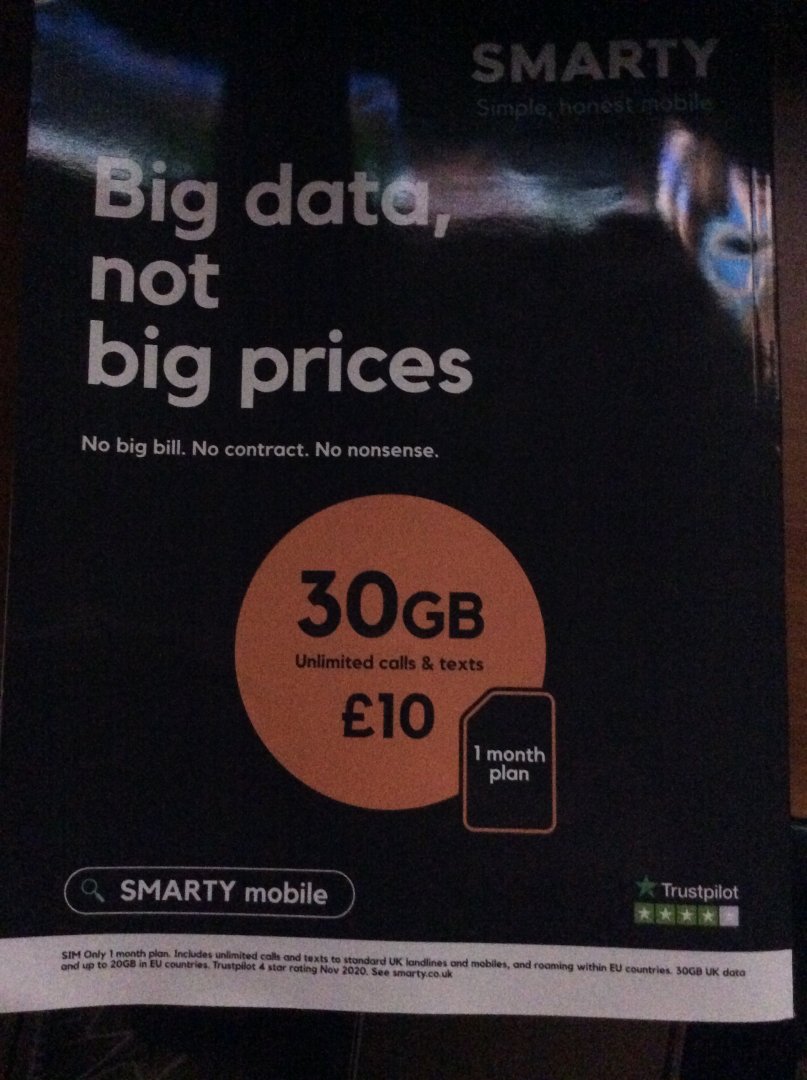 SMARTY
Simple, honest mobile
Big data,
not
big prices
No big bill. No contract. No nonsense.
30GB
Unlimited calls & texts
£10
1 month
plan
SMARTY mobile
Trustpilot
SIM Only 1 month plan. Includes unlimited calls and texts to standard UK landlines and mobiles, and roaming within EU countries. 30GB UK data
and up to 20GB in EU countries. Trustpilot 4 star rating Nov 2020. See smarty.co.uk